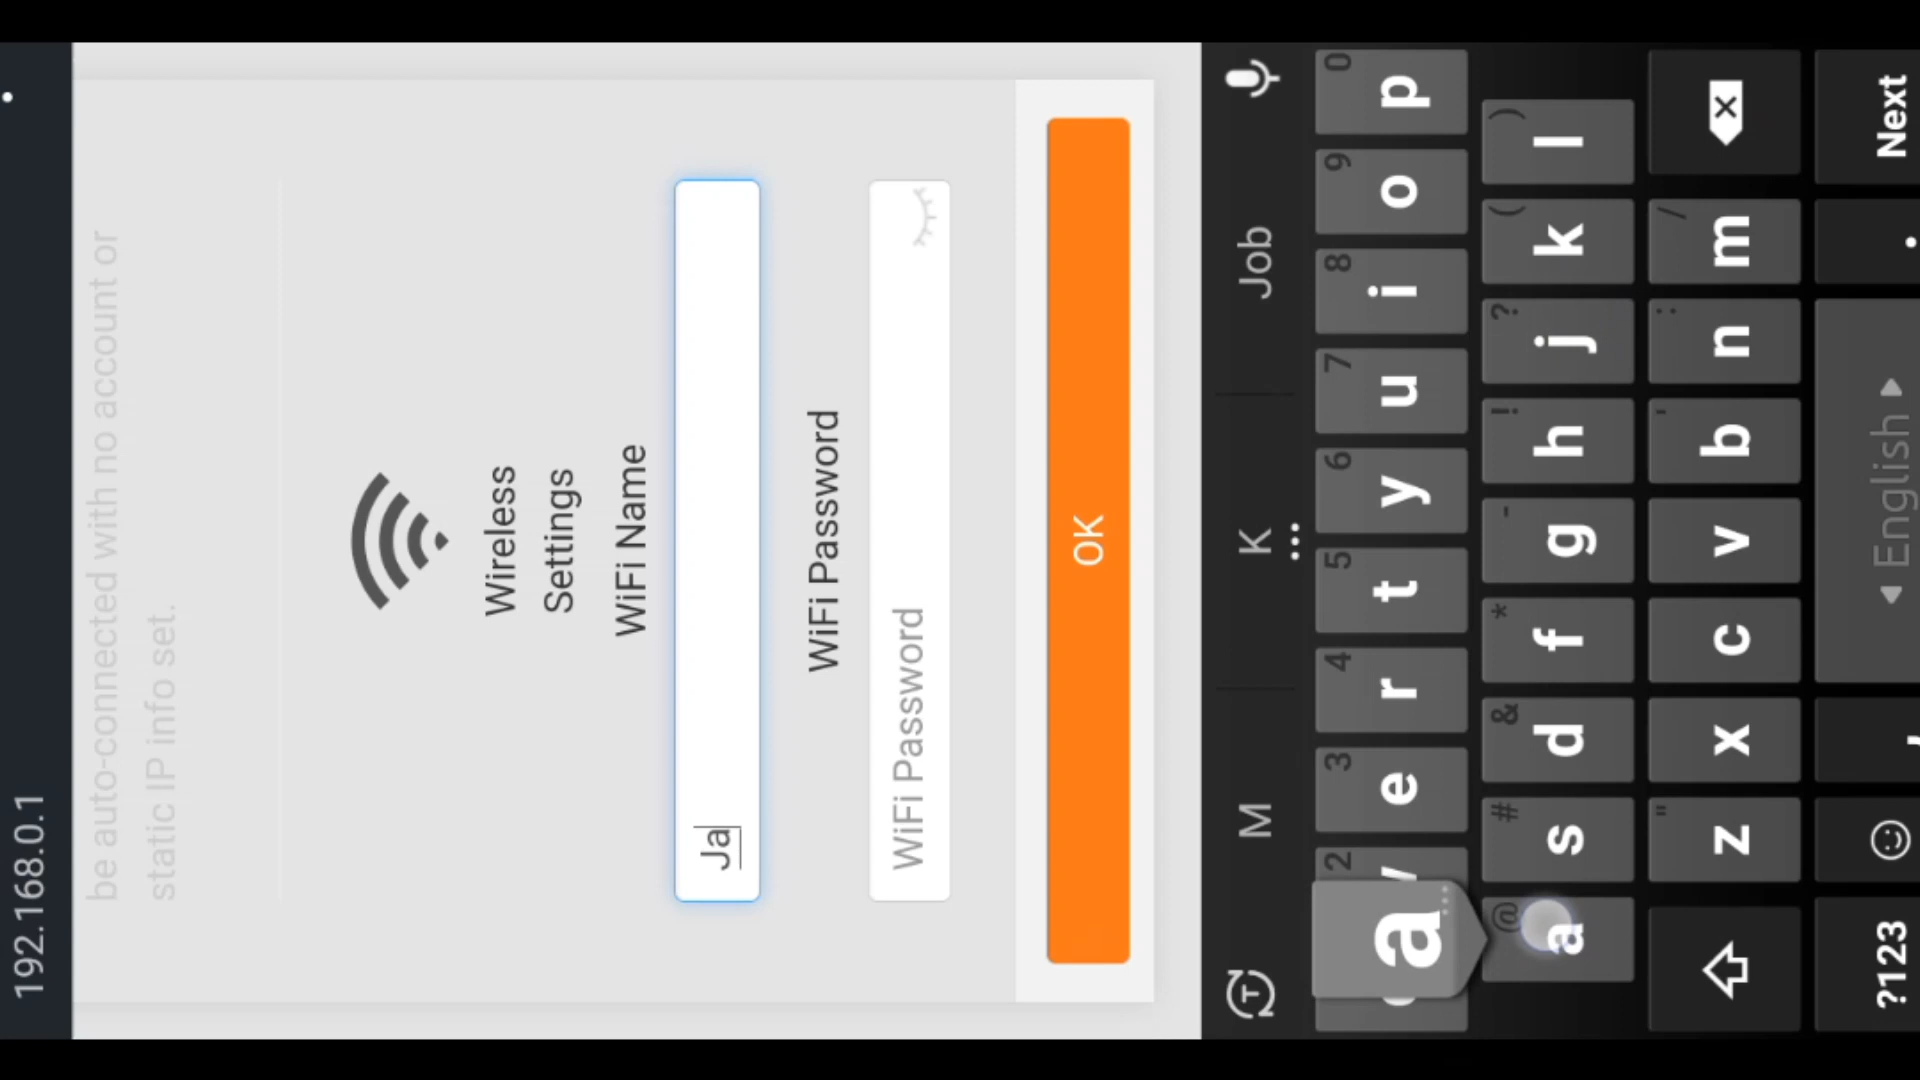 192.168.0.1
be auto-connected with no account or
static IP info set.
Wireless
Settings
WiFi Name
Ja
WiFi Password
WiFi Password
OK
M K Job
2 3 4 5 6 7 8 9 0
e r t y u i o p
a
@ # & * - ! ? ( )
a s d f g h j k l
" ' : /
z x c v b n m
?123 , English . Next